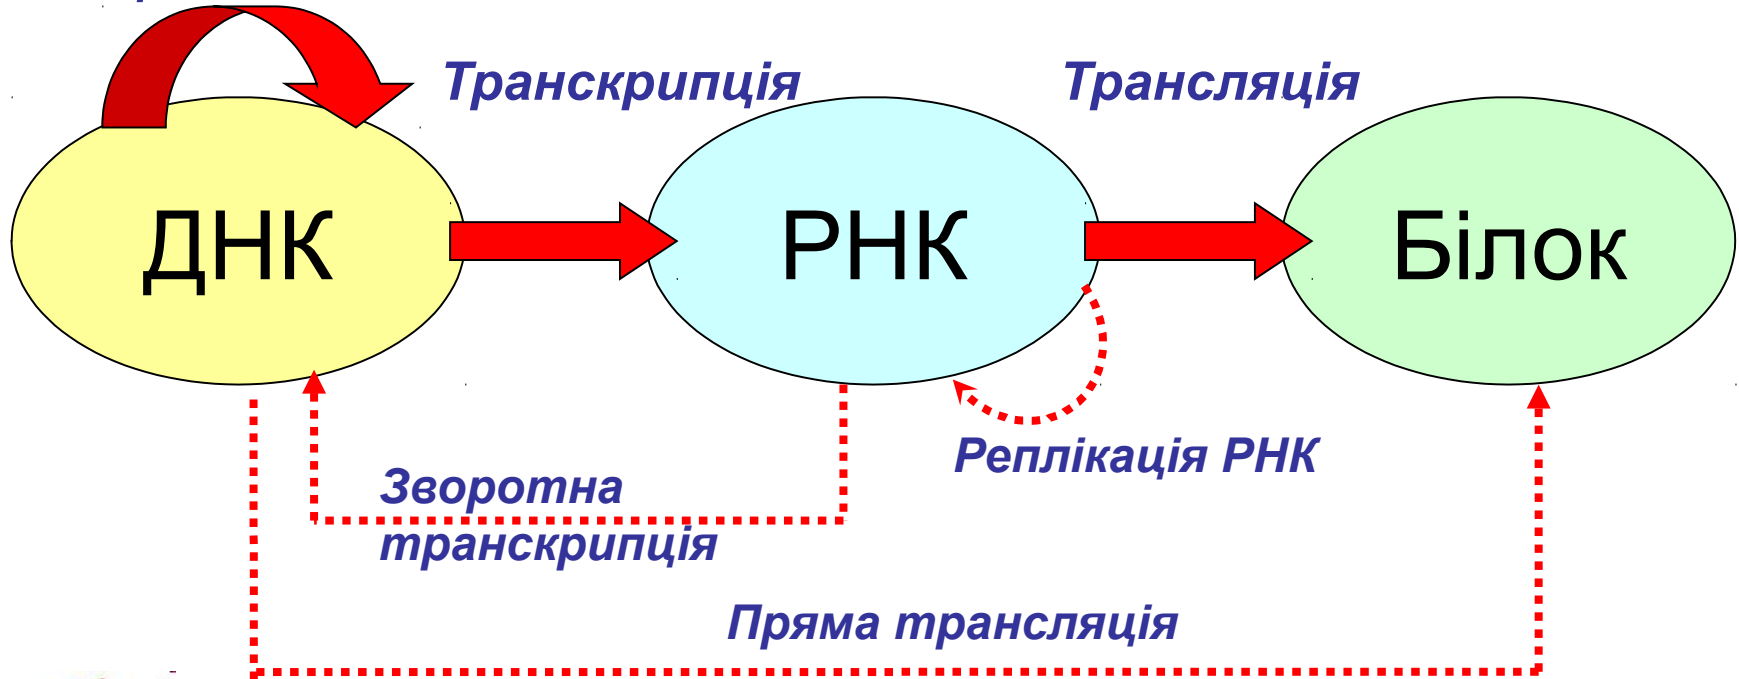 Транскрипція
Трансляція
ДНК
РНК
Білок
Реплікація РНК
Зворотна
транскрипція
Пряма трансляція